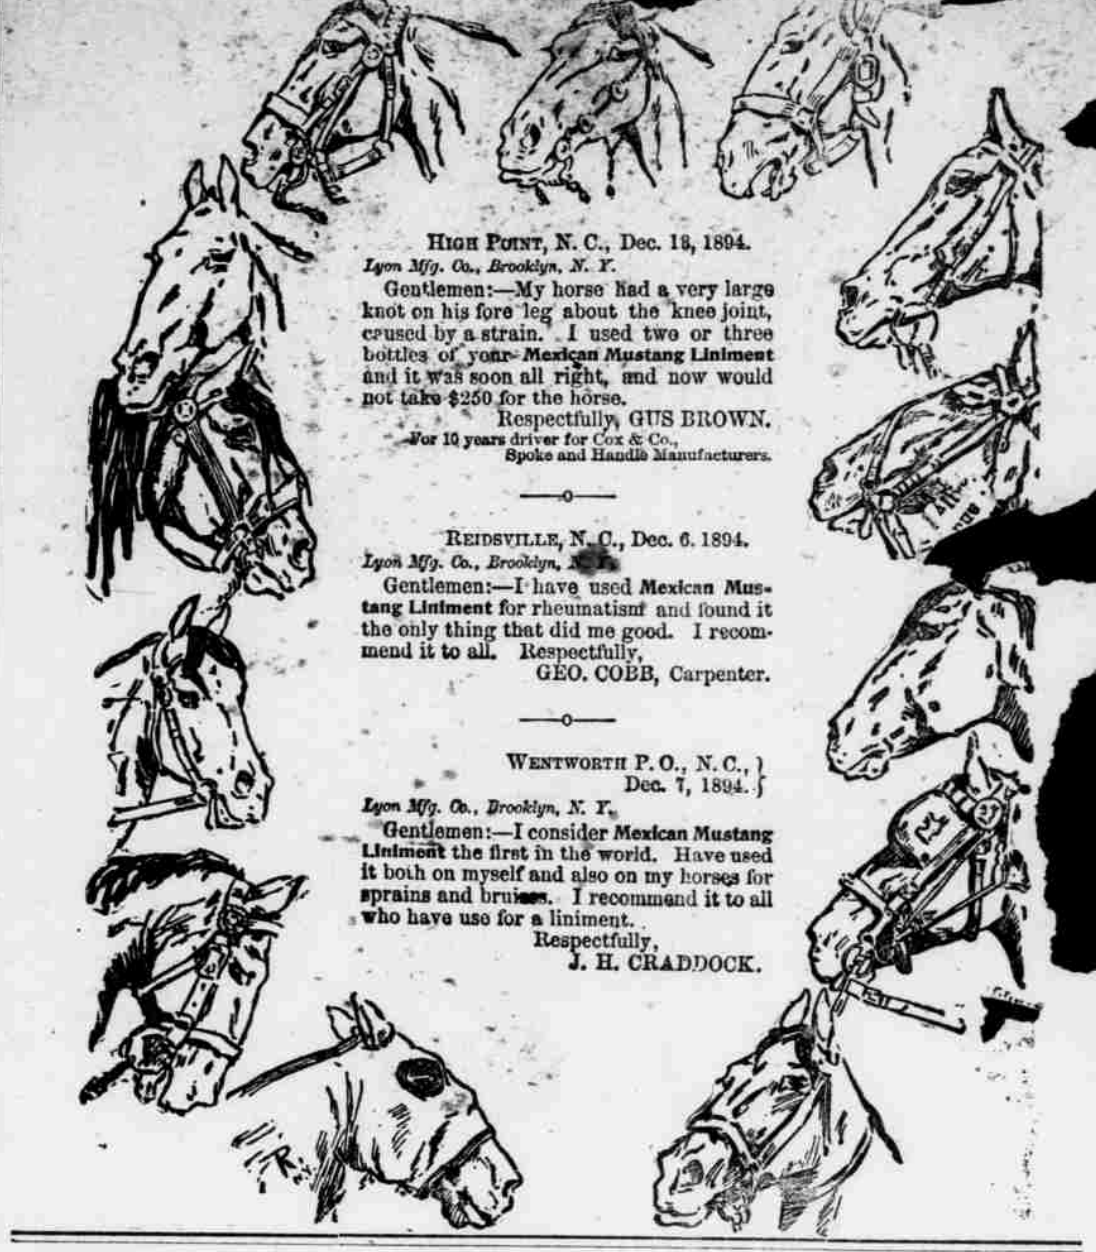 HIGH POINT, N. C., Dec. 18, 1894.
Lyon Mfg. Co., Brooklyn, N. Y.
Gentlemen:—My horse had a very large
knot on his fore leg about the knee joint,
caused by a strain. I used two or three
bottles of your Mexican Mustang Liniment
and it was soon all right, and now would
not take $250 for the horse.
Respectfully, GUS BROWN.
For 10 years driver for Cox & Co.,
Spoke and Handle Manufacturers.
—o—
REIDSVILLE, N. C., Dec. 6. 1894.
Lyon Mfg. Co., Brooklyn, N. Y.
Gentlemen:—I have used Mexican Mus-
tang Liniment for rheumatism and found it
the only thing that did me good. I recom-
mend it to all. Respectfully,
GEO. COBB, Carpenter.
—o—
WENTWORTH P. O., N. C., }
Dec. 7, 1894. }
Lyon Mfg. Co., Brooklyn, N. Y.
Gentlemen:—I consider Mexican Mustang
Liniment the first in the world. Have used
it both on myself and also on my horses for
sprains and bruises. I recommend it to all
who have use for a liniment.
Respectfully,
J. H. CRADDOCK.